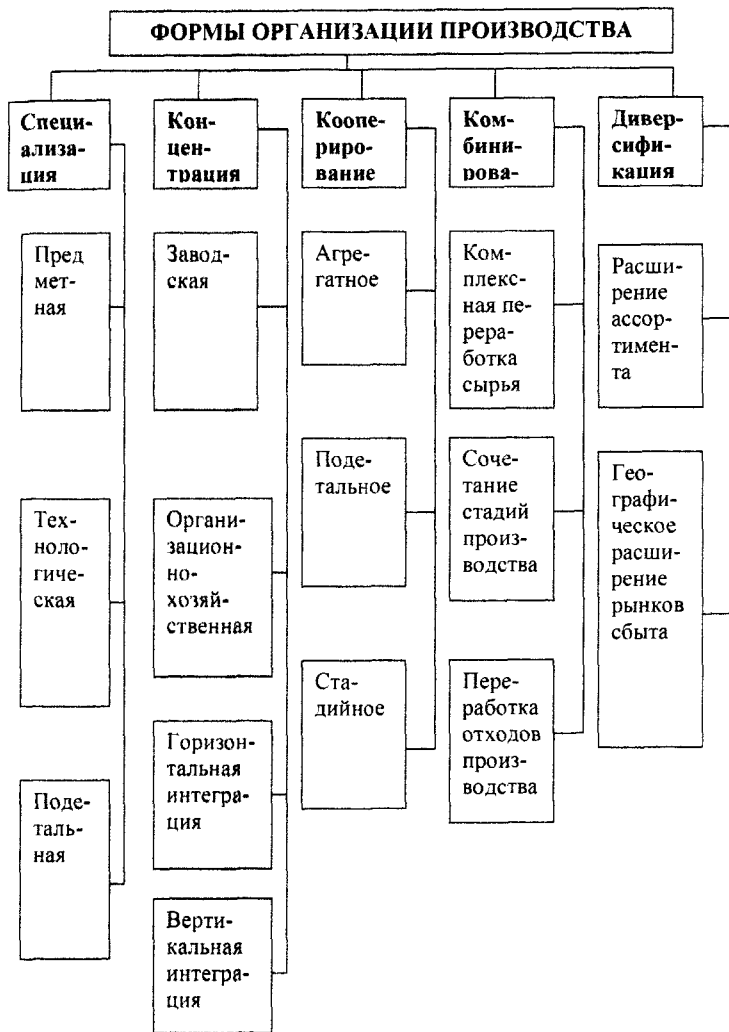 ФОРМЫ ОРГАНИЗАЦИИ ПРОИЗВОДСТВА
Специ-
ализа-
ция
Пред
мет-
ная
Тех-
ноло-
гиче-
ская
Поде-
таль-
ная
Кон-
цен-
трация
Завод-
ская
Органи-
зацион-
но-
хозяй-
ственная
Горизон-
тальная
интегра-
ция
Верти-
кальная
интегра-
ция
Коопе-
риро-
вание
Агре-
гатное
Поде-
тальное
Ста-
дийное
Ком-
бини-
рова-
Ком-
плекс-
ная пе-
рера-
ботка
сырья
Соче-
тание
стадий
произ-
водства
Пере-
работка
отходов
произ-
водства
Дивер-
сифи-
кация
Расши-
рение
ассор-
тимен-
та
Гео-
графи-
ческое
расши-
рение
рынков
сбыта